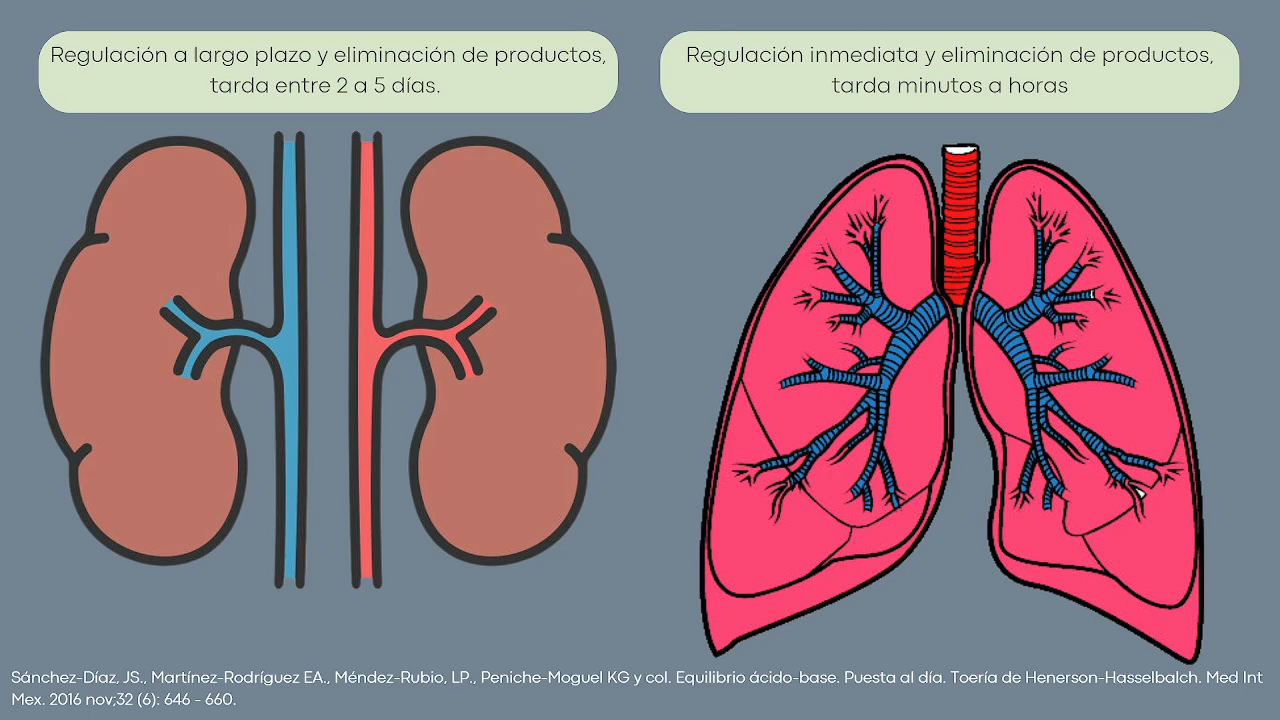 Regulación a largo plazo y eliminación de productos,
tarda entre 2 a 5 días.
Regulación inmediata y eliminación de productos,
tarda minutos a horas
Sánchez-Díaz, JS., Martínez-Rodríguez EA., Méndez-Rubio, LP., Peniche-Moguel KG y col. Equilibrio ácido-base. Puesta al día. Toería de Henerson-Hasselbalch. Med Int
Mex. 2016 nov;32 (6): 646 - 660.